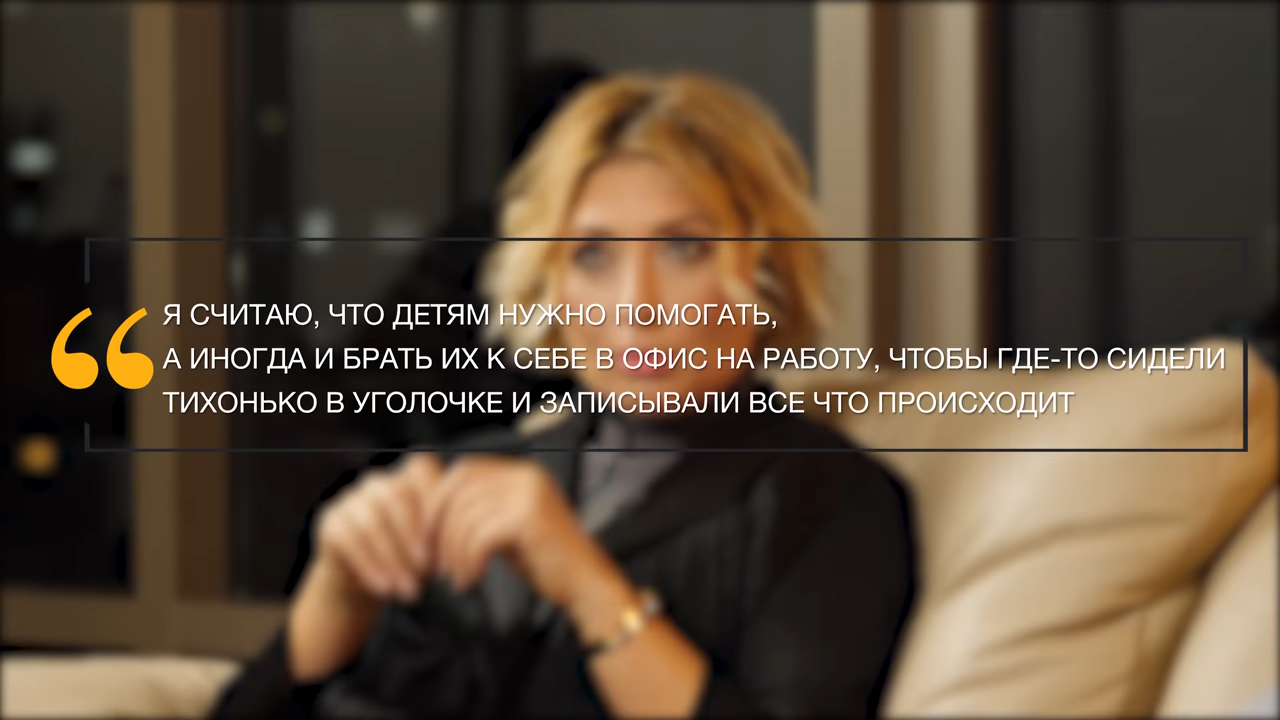 “
Я СЧИТАЮ, ЧТО ДЕТЯМ НУЖНО ПОМОГАТЬ,
А ИНОГДА И БРАТЬ ИХ К СЕБЕ В ОФИС НА РАБОТУ, ЧТОБЫ ГДЕ-ТО СИДЕЛИ
ТИХОНЬКО В УГОЛОЧКЕ И ЗАПИСЫВАЛИ ВСЕ ЧТО ПРОИСХОДИТ